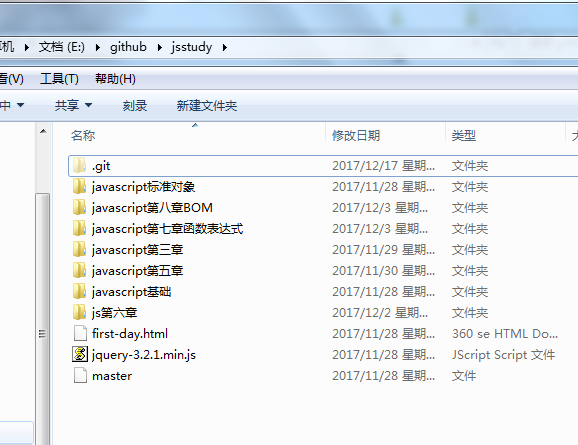 文档 (E:) github jsstudy
看(V) 工具(T) 帮助(H)
中 共享 刻录 新建文件夹
名称 修改日期 类型
.git 2017/12/17 星期... 文件夹
javascript标准对象 2017/11/28 星期... 文件夹
javascript第八章BOM 2017/12/3 星期... 文件夹
javascript第七章函数表达式 2017/12/3 星期... 文件夹
javascript第三章 2017/11/29 星期... 文件夹
javascript第五章 2017/11/30 星期... 文件夹
javascript基础 2017/11/28 星期... 文件夹
js第六章 2017/12/2 星期... 文件夹
first-day.html 2017/11/28 星期... 360 se HTML Do...
jquery-3.2.1.min.js 2017/11/28 星期... JScript Script 文件
master 2017/11/28 星期... 文件